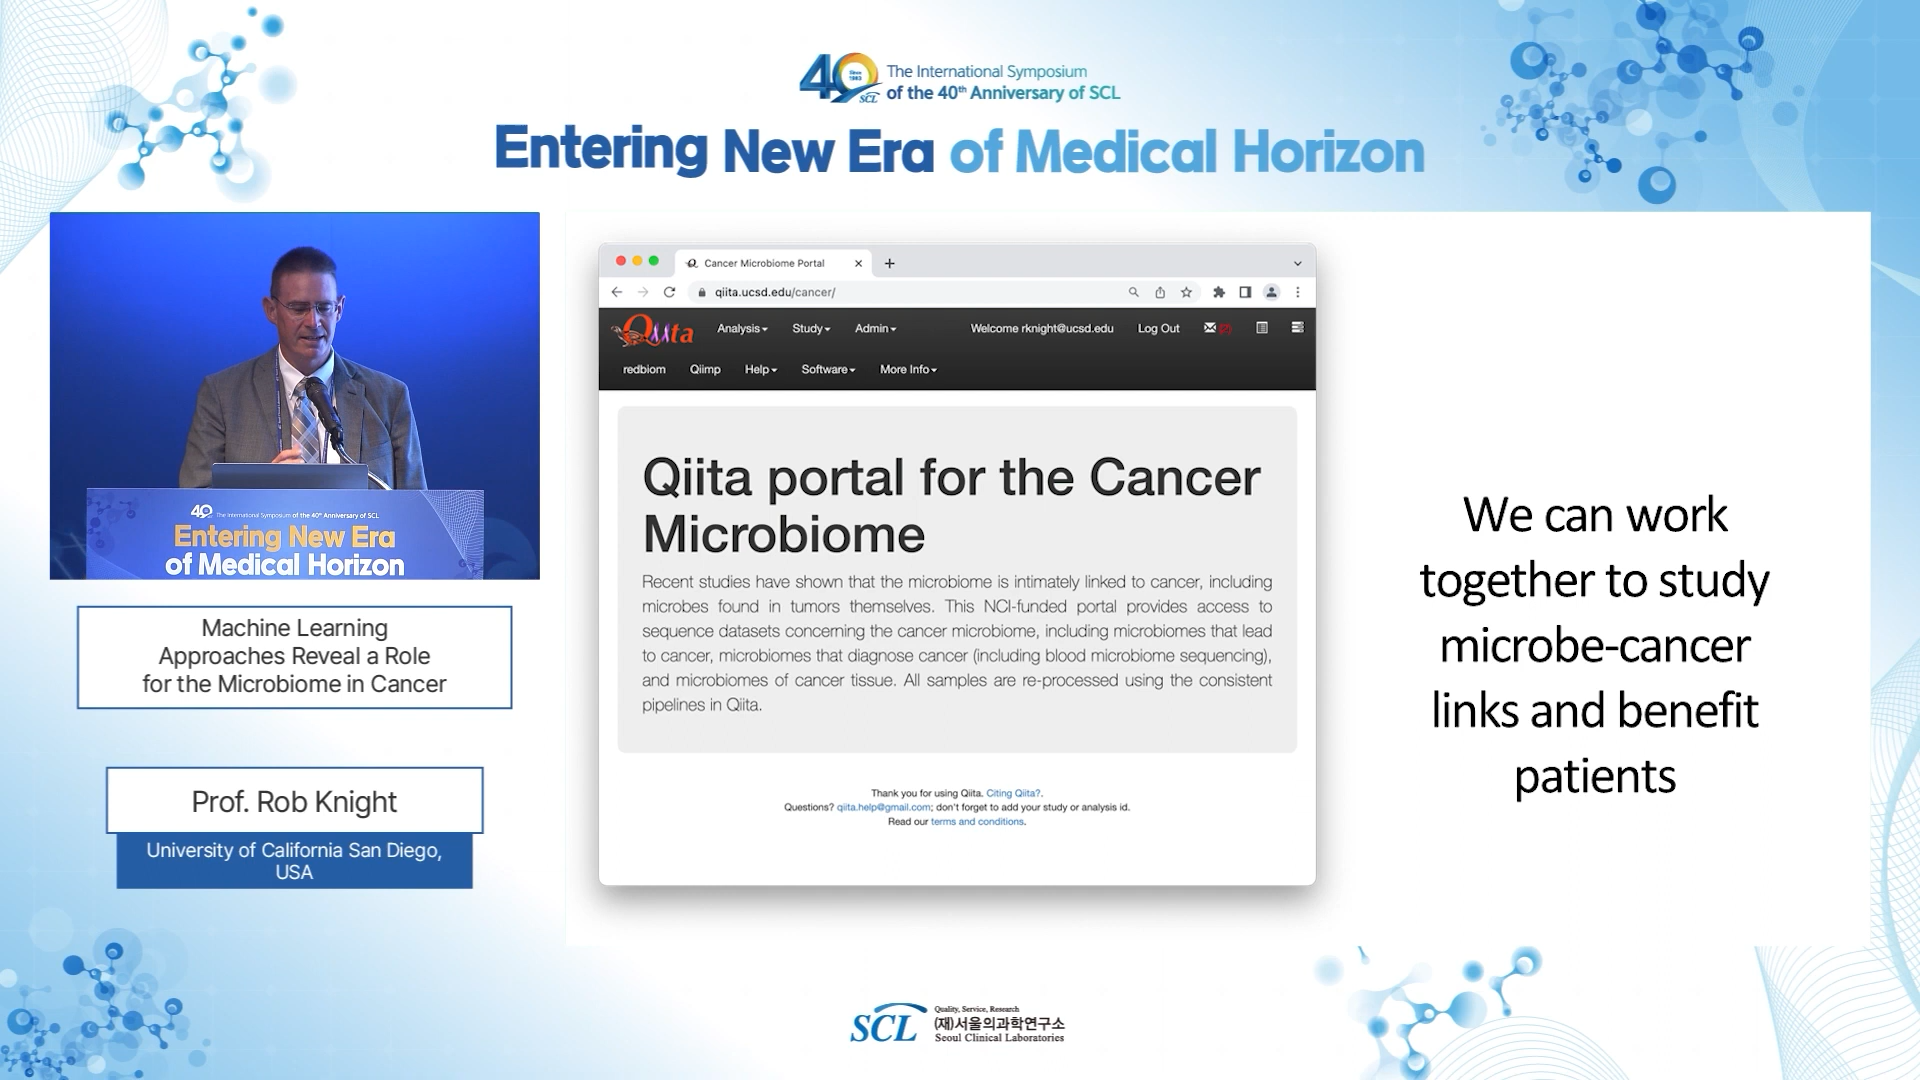 40 Since 1983 SCL
The International Symposium
of the 40th Anniversary of SCL
Entering New Era of Medical Horizon
40 The International Symposium of the 40th Anniversary of SCL
Entering New Era
of Medical Horizon
Machine Learning
Approaches Reveal a Role
for the Microbiome in Cancer
Prof. Rob Knight
University of California San Diego,
USA
Cancer Microbiome Portal
qiita.ucsd.edu/cancer/
Qiita Analysis Study Admin Welcome rknight@ucsd.edu Log Out
redbiom Qiimp Help Software More Info
Qiita portal for the Cancer
Microbiome
Recent studies have shown that the microbiome is intimately linked to cancer, including
microbes found in tumors themselves. This NCI-funded portal provides access to
sequence datasets concerning the cancer microbiome, including microbiomes that lead
to cancer, microbiomes that diagnose cancer (including blood microbiome sequencing),
and microbiomes of cancer tissue. All samples are re-processed using the consistent
pipelines in Qiita.
Thank you for using Qiita. Citing Qiita?.
Questions? qiita.help@gmail.com; don't forget to add your study or analysis id.
Read our terms and conditions.
We can work
together to study
microbe-cancer
links and benefit
patients
SCL
Quality, Service, Research
(재)서울의과학연구소
Seoul Clinical Laboratories